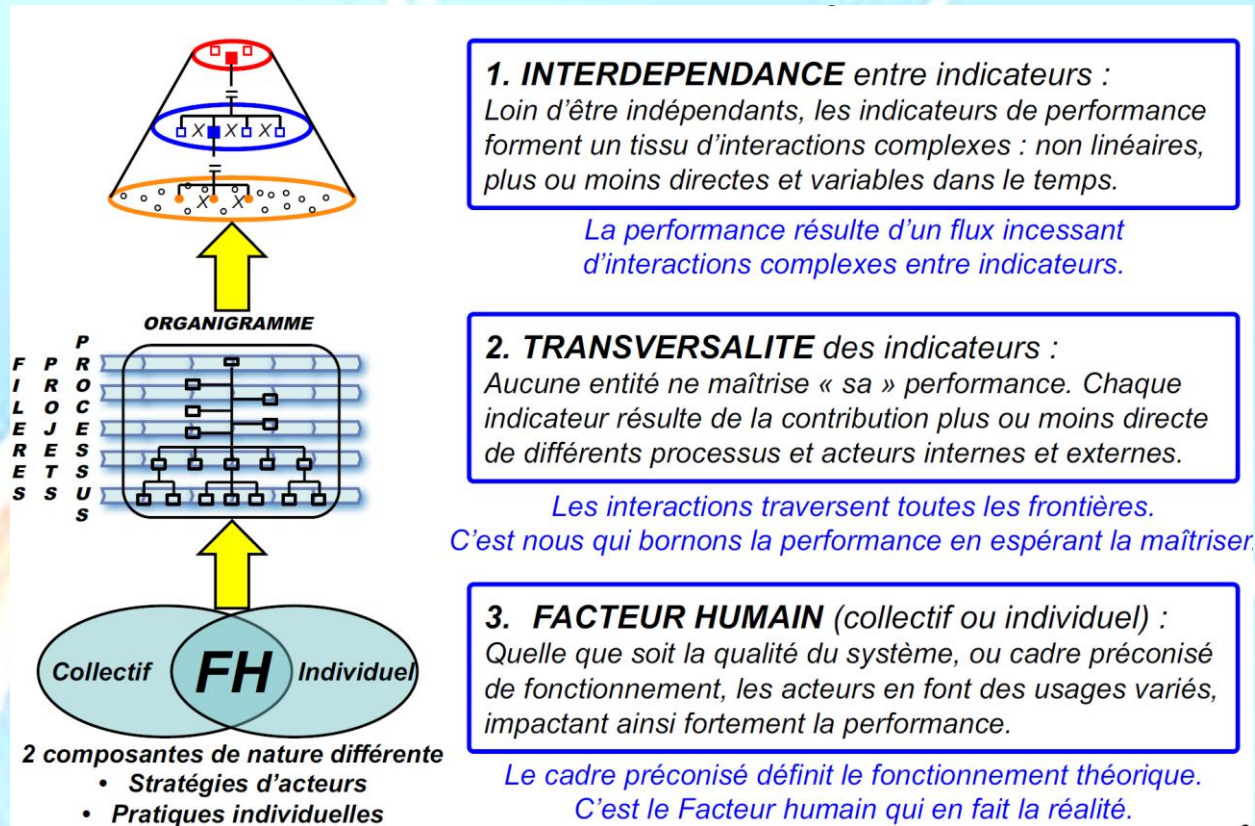 1. INTERDEPENDANCE entre indicateurs :
Loin d'être indépendants, les indicateurs de performance
forment un tissu d'interactions complexes : non linéaires,
plus ou moins directes et variables dans le temps.
La performance résulte d'un flux incessant
d'interactions complexes entre indicateurs.
X X X
X X
ORGANIGRAMME
FILERES
PROJETS
PROCESSSUS
2. TRANSVERSALITE des indicateurs :
Aucune entité ne maîtrise « sa » performance. Chaque
indicateur résulte de la contribution plus ou moins directe
de différents processus et acteurs internes et externes.
Les interactions traversent toutes les frontières.
C'est nous qui bornons la performance en espérant la maîtriser.
Collectif FH Individuel
2 composantes de nature différente
• Stratégies d'acteurs
• Pratiques individuelles
3. FACTEUR HUMAIN (collectif ou individuel) :
Quelle que soit la qualité du système, ou cadre préconisé
de fonctionnement, les acteurs en font des usages variés,
impactant ainsi fortement la performance.
Le cadre préconisé définit le fonctionnement théorique.
C'est le Facteur humain qui en fait la réalité.